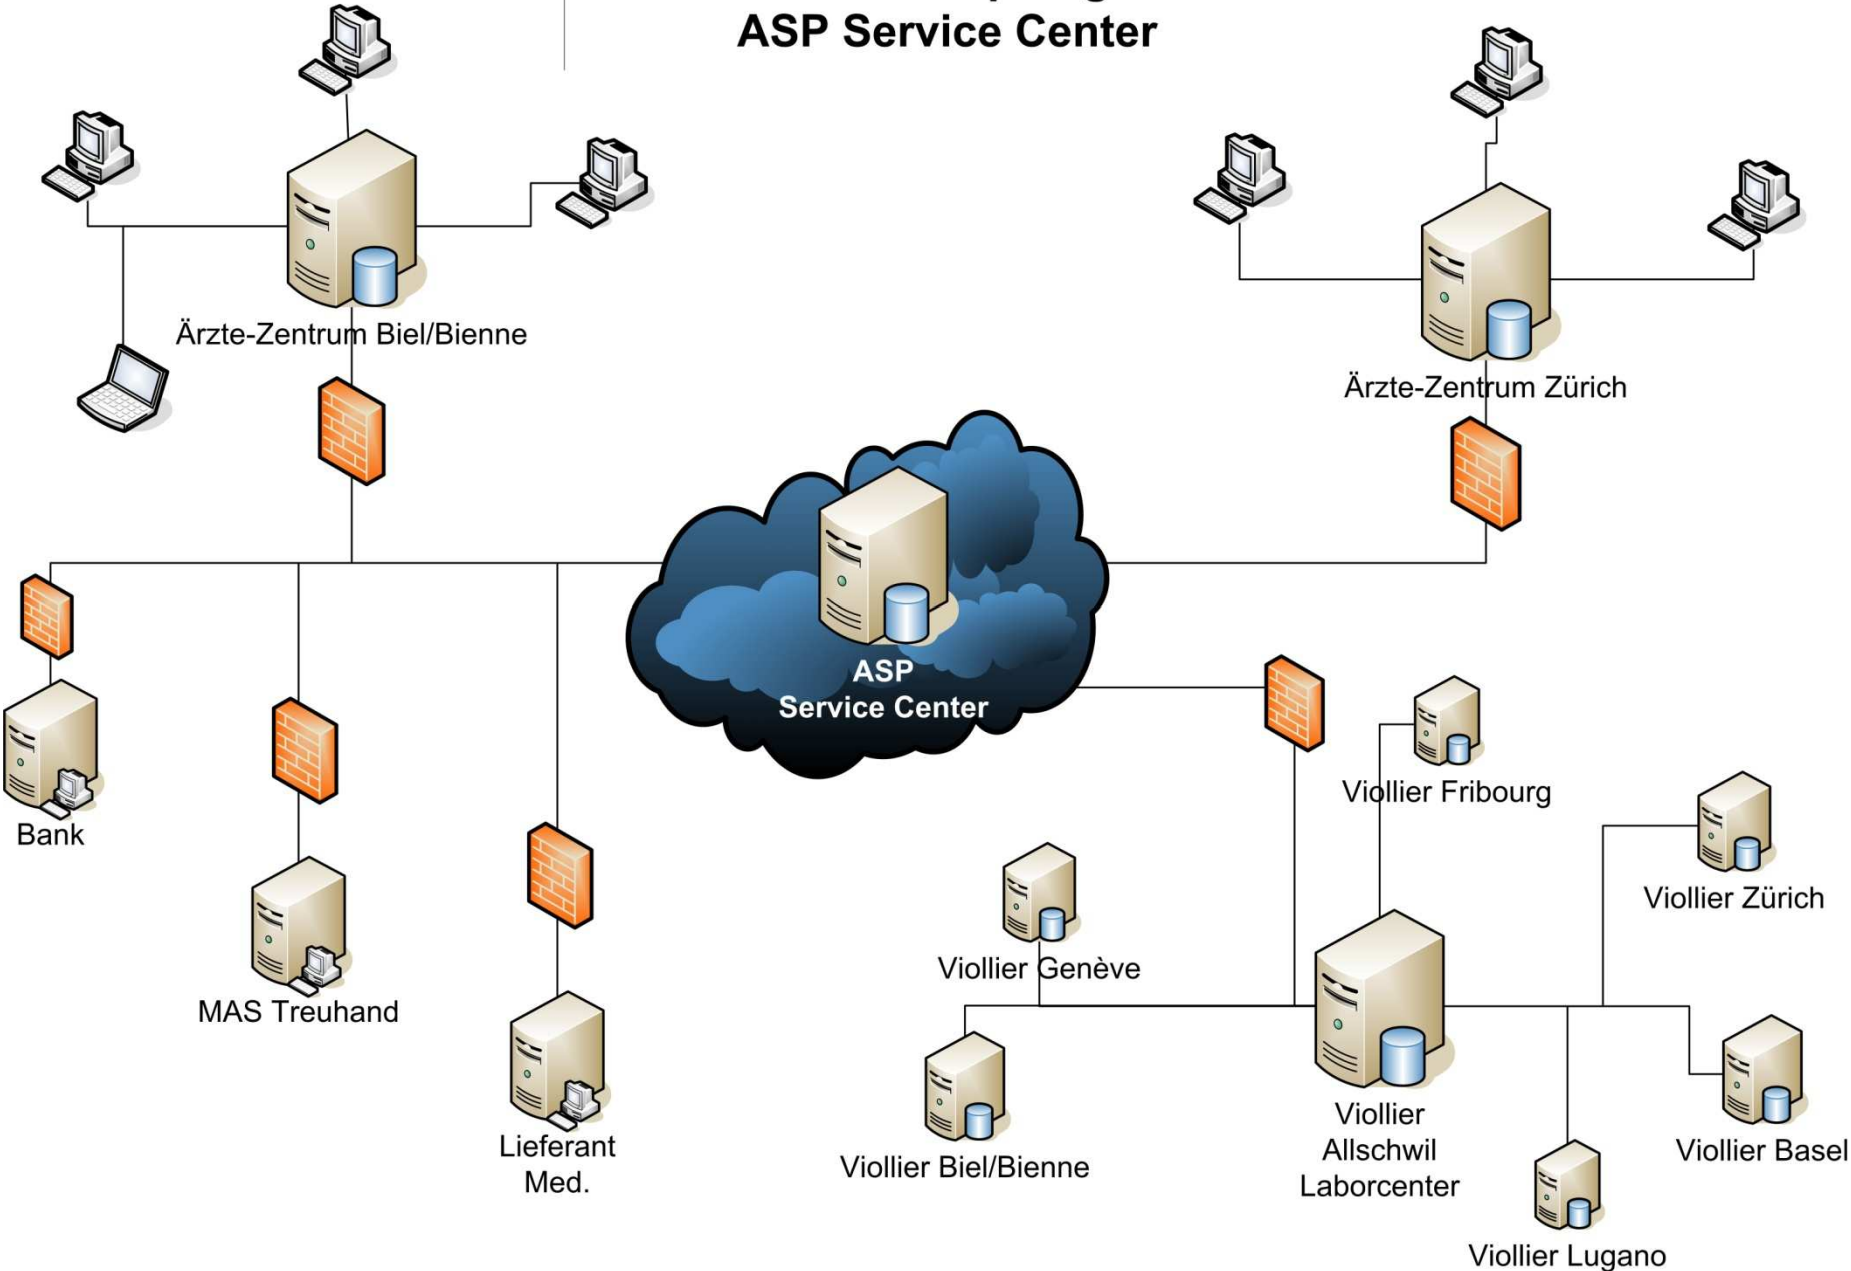 ASP Service Center
Ärzte-Zentrum Biel/Bienne
Ärzte-Zentrum Zürich
ASP
Service Center
Bank
MAS Treuhand
Lieferant
Med.
Viollier Fribourg
Viollier Zürich
Viollier Genève
Viollier Biel/Bienne
Viollier
Allschwil
Laborcenter
Viollier Basel
Viollier Lugano